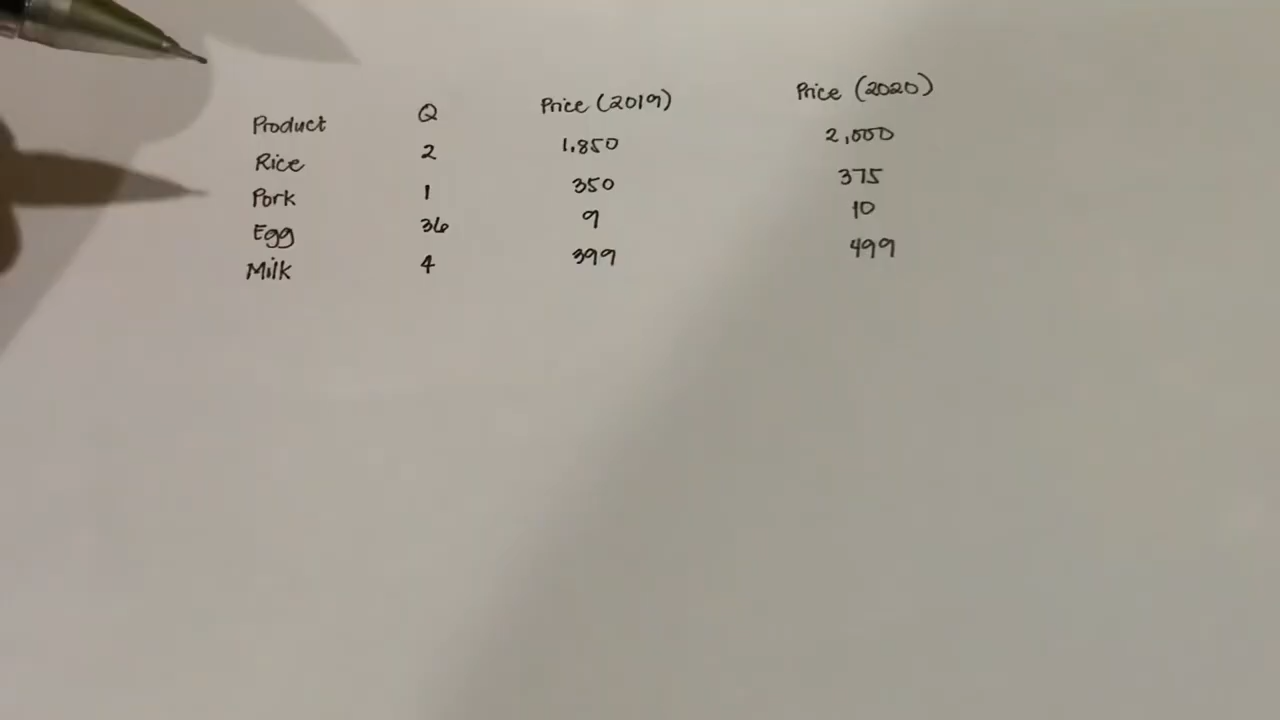 Product Q Price (2019) Price (2020)
Rice 2 1,850 2,000
Pork 1 350 375
Egg 36 9 10
Milk 4 399 499